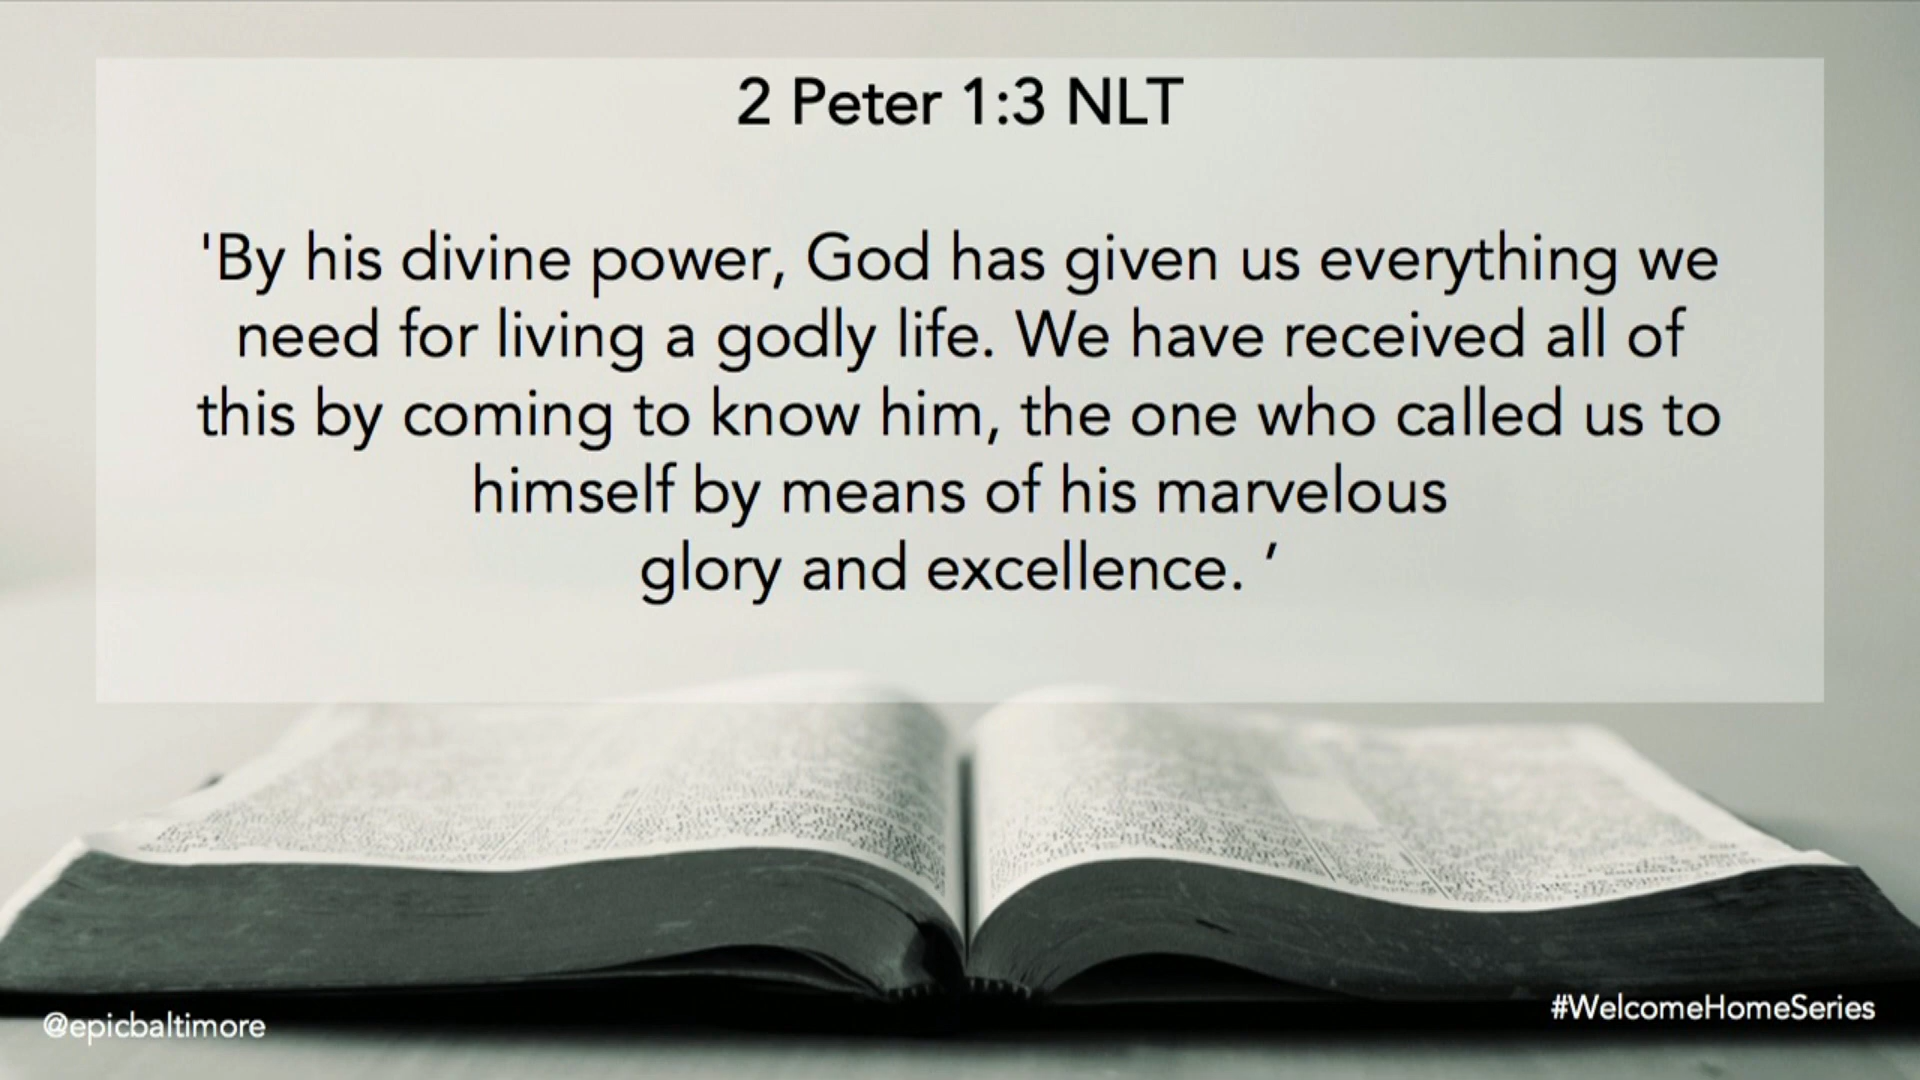 2 Peter 1:3 NLT
'By his divine power, God has given us everything we
need for living a godly life. We have received all of
this by coming to know him, the one who called us to
himself by means of his marvelous
glory and excellence. ’
@epicbaltimore
#WelcomeHomeSeries